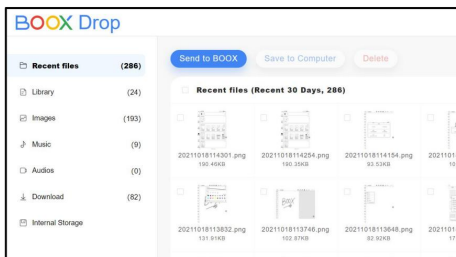 BOOX Drop
Send to BOOX Save to Computer Delete
Recent files (286)
Library (24)
Images (193)
Music (9)
Audios (0)
Download (82)
Internal Storage
Recent files (Recent 30 Days, 286)
20211018114301.png 20211018114254.png 20211018114154.png
190.46KB 190.35KB 93.53KB
20211018113832.png 20211018113746.png 20211018113648.png
131.91KB 102.87KB 82.92KB